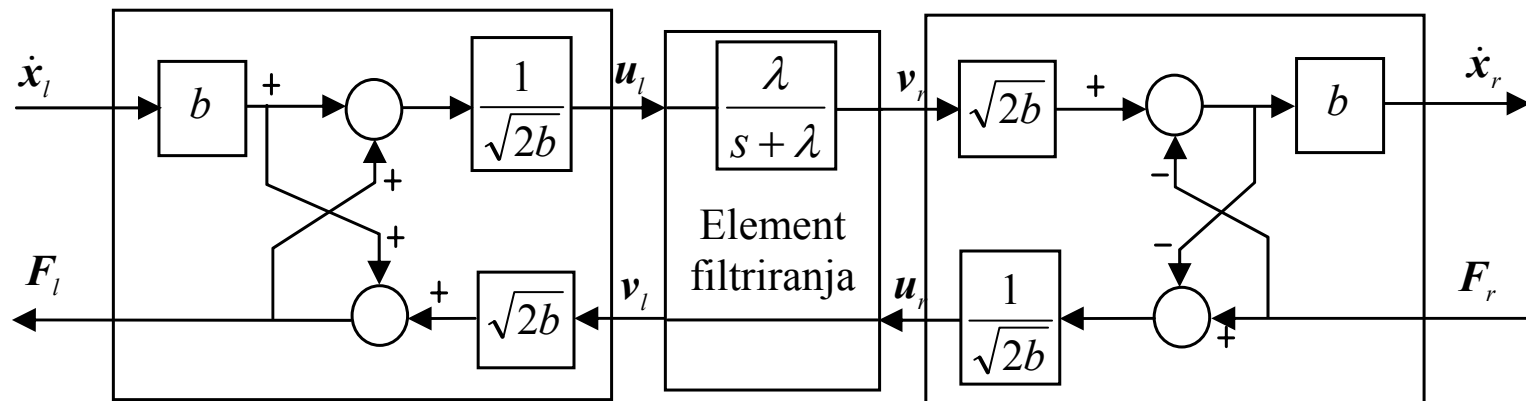 ẋ_l
b
+
+
+
1/√2b
u_l
λ/(s + λ)
Element
filtriranja
v_r
√2b
+
−
−
b
ẋ_r
F_l
+
√2b
v_l
u_r
1/√2b
+
F_r